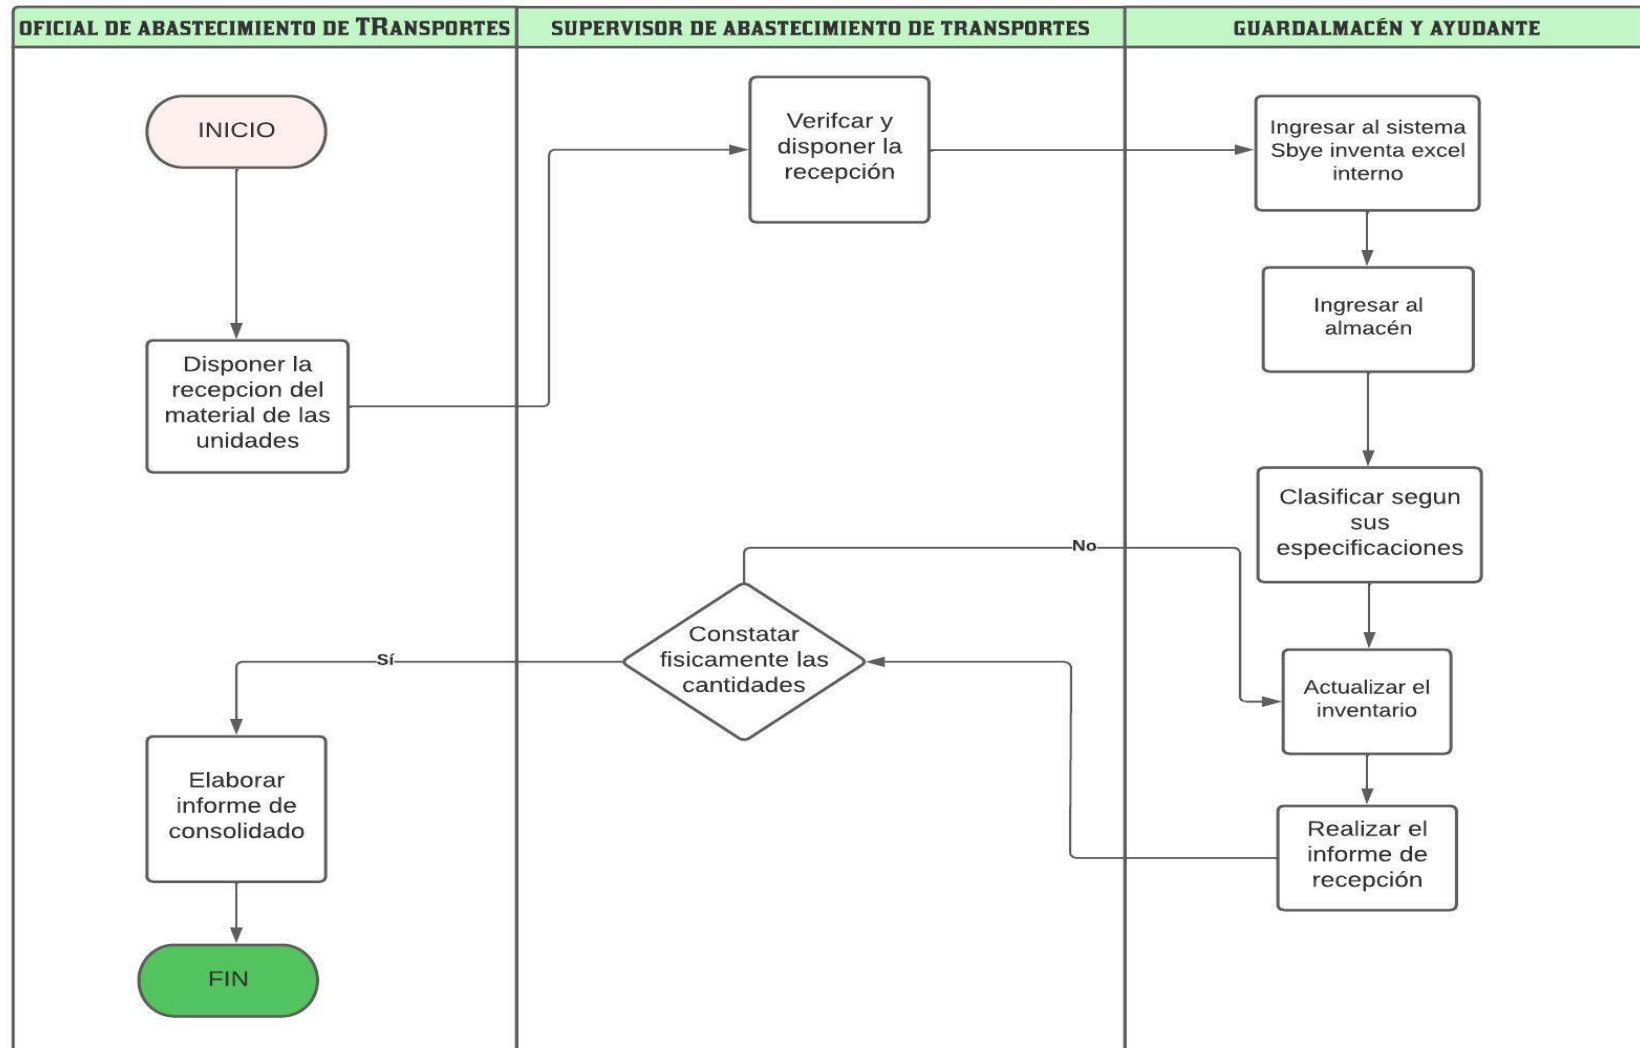 OFICIAL DE ABASTECIMIENTO DE TRANSPORTES
SUPERVISOR DE ABASTECIMIENTO DE TRANSPORTES
GUARDALMACÉN Y AYUDANTE
INICIO
Disponer la
recepcion del
material de las
unidades
Verifcar y
disponer la
recepción
Ingresar al sistema
Sbye inventa excel
interno
Ingresar al
almacén
Clasificar segun
sus
especificaciones
Actualizar el
inventario
Realizar el
informe de
recepción
Constatar
fisicamente las
cantidades
No
Sí
Elaborar
informe de
consolidado
FIN